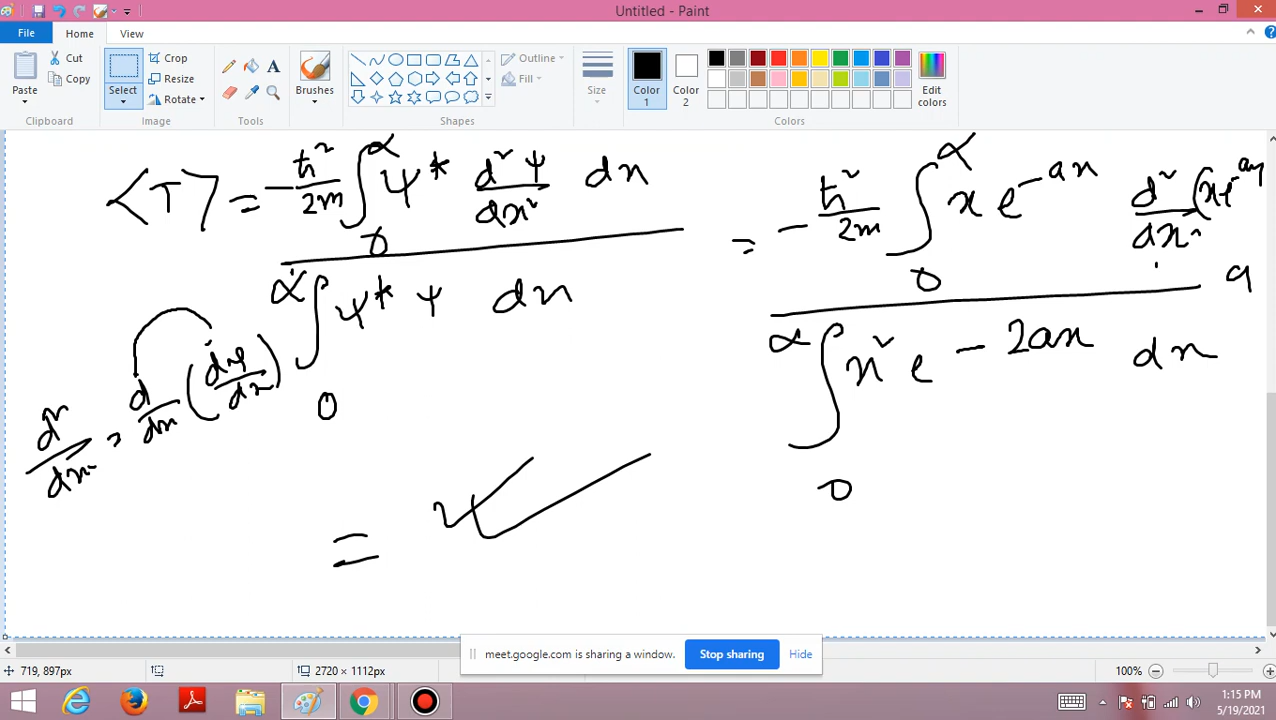 Untitled - Paint
File Home View
Paste Cut Copy Clipboard
Select Crop Resize Rotate Image
Tools
Brushes
Outline Fill Shapes
Size
Color 1 Color 2 Edit colors Colors
<T> = -ħ²/2m ∫₀^α ψ* d²ψ/dx² dx = -ħ²/2m ∫₀^α x e^-ax d²/dx² (x e^-ax
α∫₀ ψ* ψ dx α∫₀ x² e^-2ax dx
d²/dx² = d/dx (dψ/dx)
=
meet.google.com is sharing a window. Stop sharing Hide
719, 897px 2720 × 1112px 100%
1:15 PM
5/19/2021